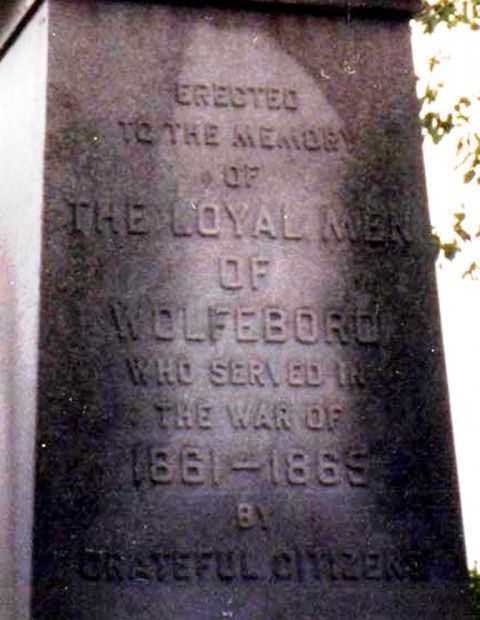 ERECTED
TO THE MEMORY
OF
THE LOYAL MEN
OF
WOLFEBORO
WHO SERVED IN
THE WAR OF
1861-1865
BY
GRATEFUL CITIZENS